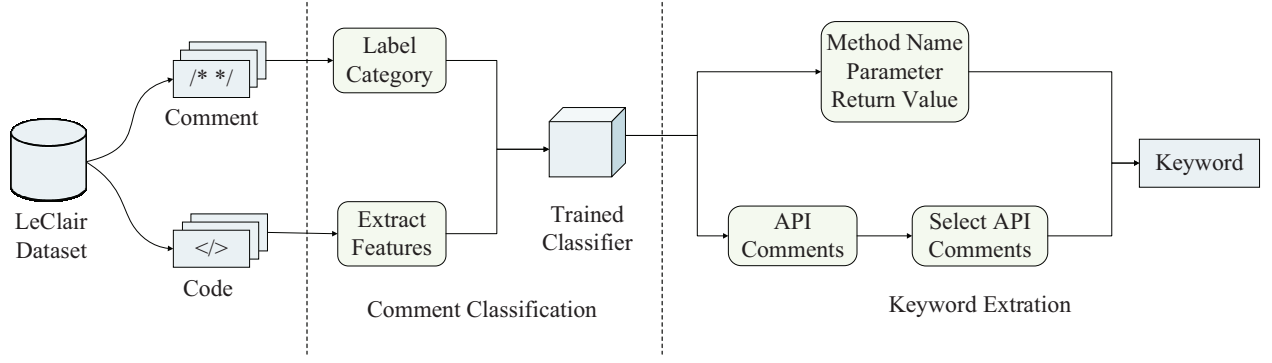 LeClair
Dataset
/* */
Comment
</>
Code
Label
Category
Extract
Features
Trained
Classifier
Comment Classification
Method Name
Parameter
Return Value
API
Comments
Select API
Comments
Keyword
Keyword Extration